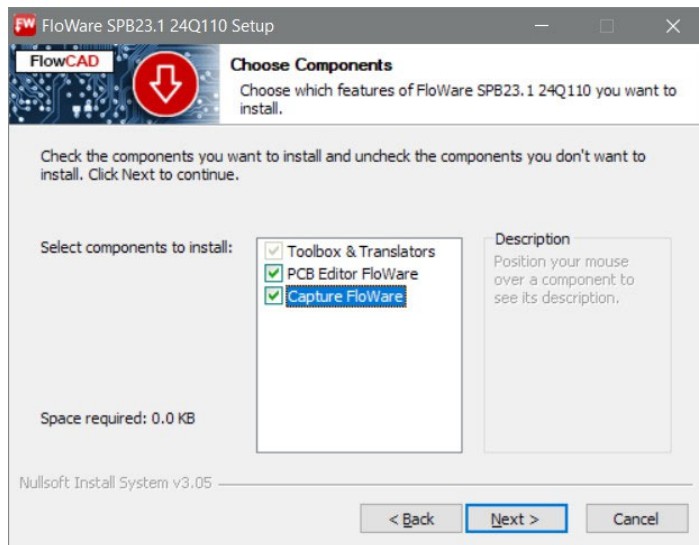 FW FloWare SPB23.1 24Q110 Setup
FlowCAD
Choose Components
Choose which features of FloWare SPB23.1 24Q110 you want to
install.
Check the components you want to install and uncheck the components you don't want to
install. Click Next to continue.
Select components to install:
Toolbox & Translators
PCB Editor FloWare
Capture FloWare
Description
Position your mouse
over a component to
see its description.
Space required: 0.0 KB
Nullsoft Install System v3.05
< Back
Next >
Cancel